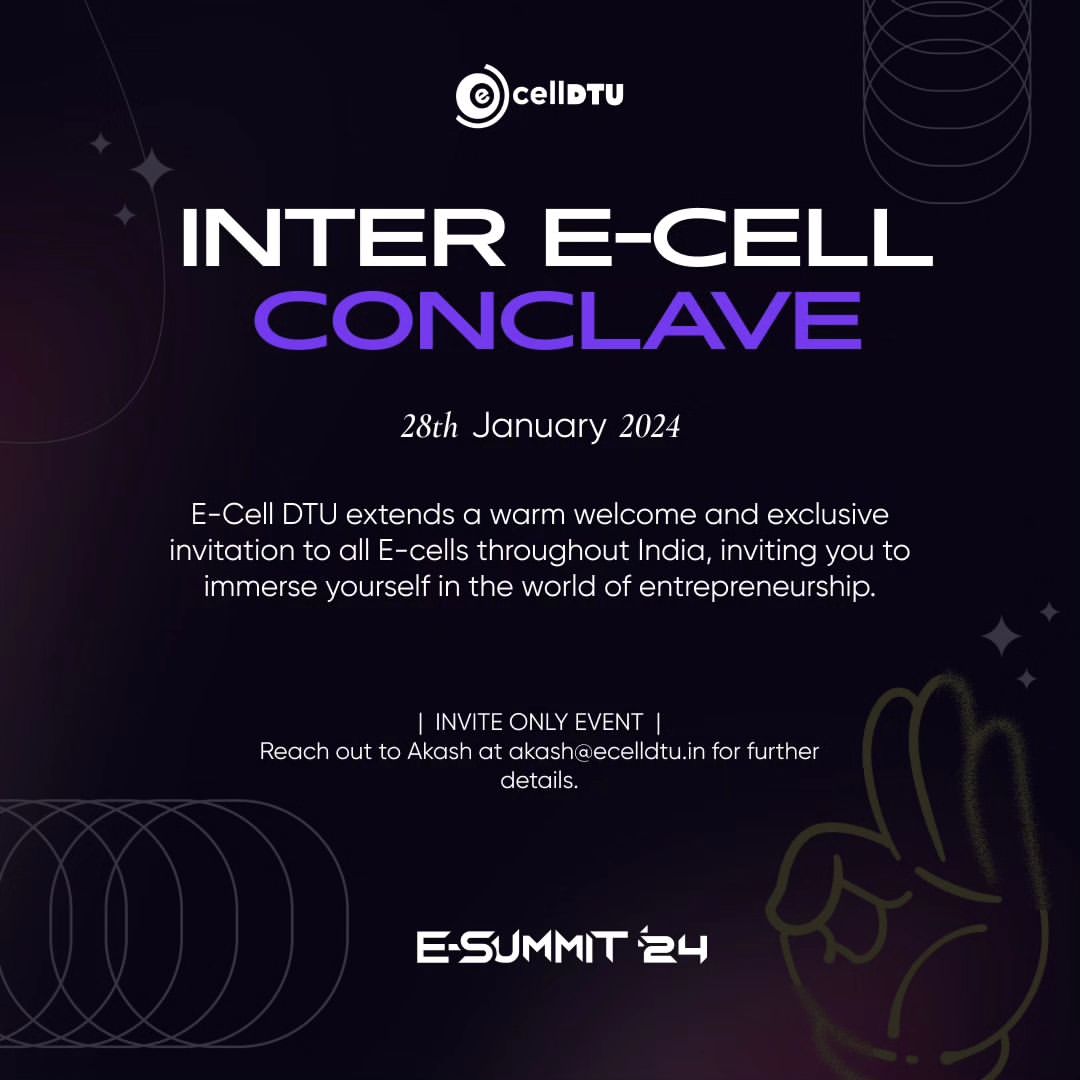 e cellDTU
INTER E-CELL
CONCLAVE
28th January 2024
E-Cell DTU extends a warm welcome and exclusive
invitation to all E-cells throughout India, inviting you to
immerse yourself in the world of entrepreneurship.
| INVITE ONLY EVENT |
Reach out to Akash at akash@ecelldtu.in for further
details.
E-SUMMIT '24